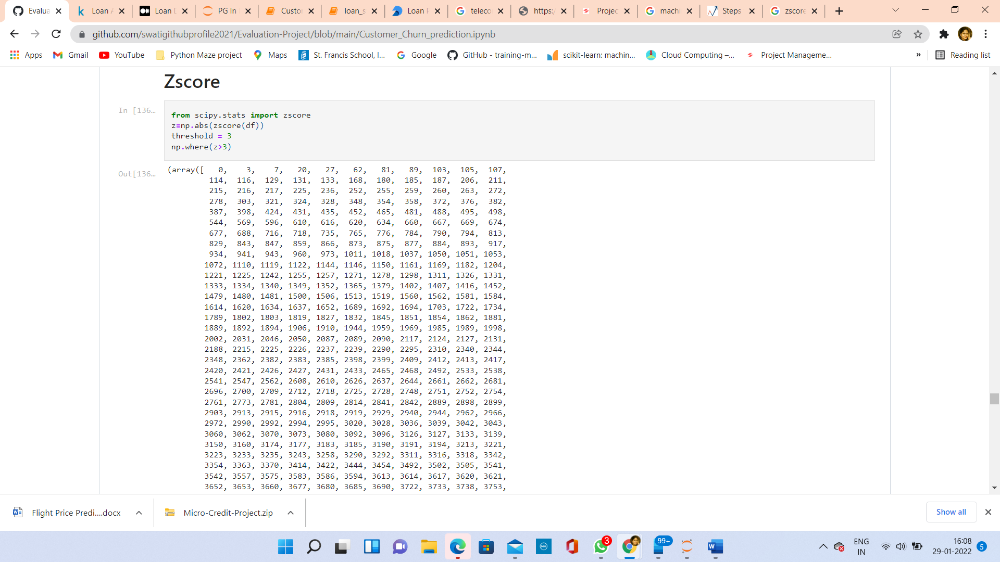 Evalua
Loan A
Loan D
PG In
Custo
loan_s
Loan P
teleco
https:/
Projec
machi
Steps
zscore
github.com/swatigithubprofile2021/Evaluation-Project/blob/main/Customer_Churn_prediction.ipynb
Apps
Gmail
YouTube
Python Maze project
Maps
St. Francis School, I...
Google
GitHub - training-m...
scikit-learn: machin...
Cloud Computing –...
Project Manageme...
»
Reading list
Zscore
In [136…
from scipy.stats import zscore
z=np.abs(zscore(df))
threshold = 3
np.where(z>3)
Out[136…
(array([   0,    3,    7,   20,   27,   62,   81,   89,  103,  105,  107,
114,  116,  129,  131,  133,  168,  180,  185,  187,  206,  211,
215,  216,  217,  225,  236,  252,  255,  259,  260,  263,  272,
278,  303,  321,  324,  328,  348,  354,  358,  372,  376,  382,
387,  398,  424,  431,  435,  452,  465,  481,  488,  495,  498,
544,  569,  596,  610,  616,  620,  634,  660,  667,  669,  674,
677,  688,  716,  718,  735,  765,  776,  784,  790,  794,  813,
829,  843,  847,  859,  866,  873,  875,  877,  884,  893,  917,
934,  941,  943,  960,  973, 1011, 1018, 1037, 1050, 1051, 1053,
1072, 1110, 1119, 1122, 1144, 1146, 1150, 1161, 1169, 1182, 1204,
1221, 1225, 1242, 1255, 1257, 1271, 1278, 1298, 1311, 1326, 1331,
1333, 1334, 1340, 1349, 1352, 1365, 1379, 1402, 1407, 1416, 1452,
1479, 1480, 1481, 1500, 1506, 1513, 1519, 1560, 1562, 1581, 1584,
1614, 1620, 1634, 1637, 1652, 1689, 1692, 1694, 1703, 1722, 1734,
1789, 1802, 1803, 1819, 1827, 1832, 1845, 1851, 1854, 1862, 1881,
1889, 1892, 1894, 1906, 1910, 1944, 1959, 1969, 1985, 1989, 1998,
2002, 2031, 2046, 2050, 2087, 2089, 2090, 2117, 2124, 2127, 2131,
2188, 2215, 2225, 2226, 2237, 2239, 2290, 2295, 2310, 2340, 2344,
2348, 2362, 2382, 2383, 2385, 2398, 2399, 2409, 2412, 2413, 2417,
2420, 2421, 2426, 2427, 2431, 2433, 2465, 2468, 2492, 2533, 2538,
2541, 2547, 2562, 2608, 2610, 2626, 2637, 2644, 2661, 2662, 2681,
2696, 2700, 2709, 2712, 2718, 2725, 2728, 2748, 2751, 2752, 2754,
2761, 2773, 2781, 2804, 2809, 2814, 2841, 2842, 2889, 2898, 2899,
2903, 2913, 2915, 2916, 2918, 2919, 2929, 2940, 2944, 2962, 2966,
2972, 2990, 2992, 2994, 2995, 3020, 3028, 3036, 3039, 3042, 3043,
3060, 3062, 3070, 3073, 3080, 3092, 3096, 3126, 3127, 3133, 3139,
3150, 3160, 3174, 3177, 3183, 3185, 3190, 3191, 3194, 3213, 3221,
3223, 3233, 3235, 3243, 3258, 3290, 3292, 3311, 3316, 3318, 3342,
3354, 3363, 3370, 3414, 3422, 3444, 3454, 3492, 3502, 3505, 3541,
3542, 3557, 3575, 3583, 3586, 3594, 3613, 3614, 3617, 3620, 3621,
3652, 3653, 3660, 3677, 3680, 3685, 3690, 3722, 3733, 3738, 3753,
Flight Price Predi....docx
Micro-Credit-Project.zip
Show all
3
99+
ENG
IN
16:08
29-01-2022
5